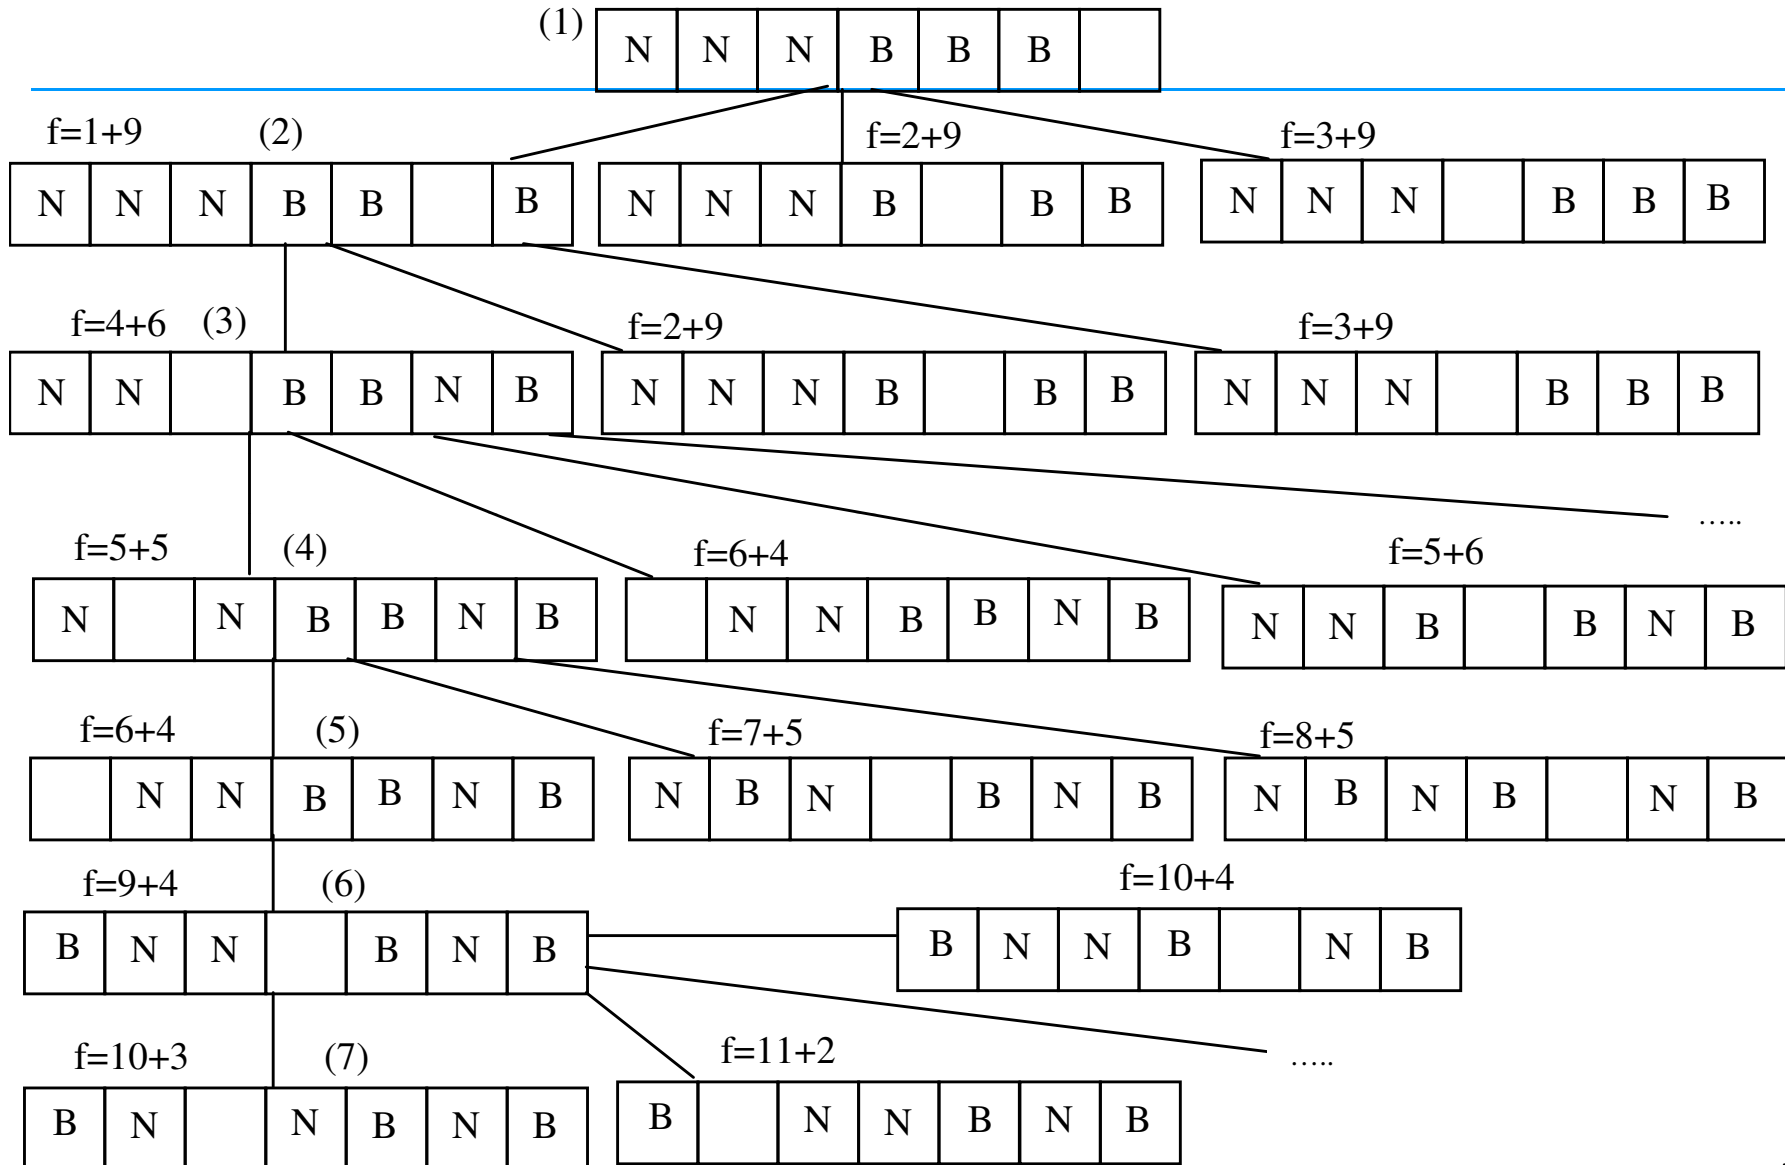 (1)
N N N B B B
f=1+9 (2) f=2+9 f=3+9
N N N B B B
N N N B B B
N N N B B B
f=4+6 (3) f=2+9 f=3+9
N N B B N B
N N N B B B
N N N B B B
.....
f=5+5 (4) f=6+4 f=5+6
N N B B N B
N N B B N B
N N B B N B
f=6+4 (5) f=7+5 f=8+5
N N B B N B
N B N B N B
N B N B N B
f=9+4 (6) f=10+4
B N N B N B
B N N B N B
.....
f=10+3 (7) f=11+2
B N N B N B
B N N B N B